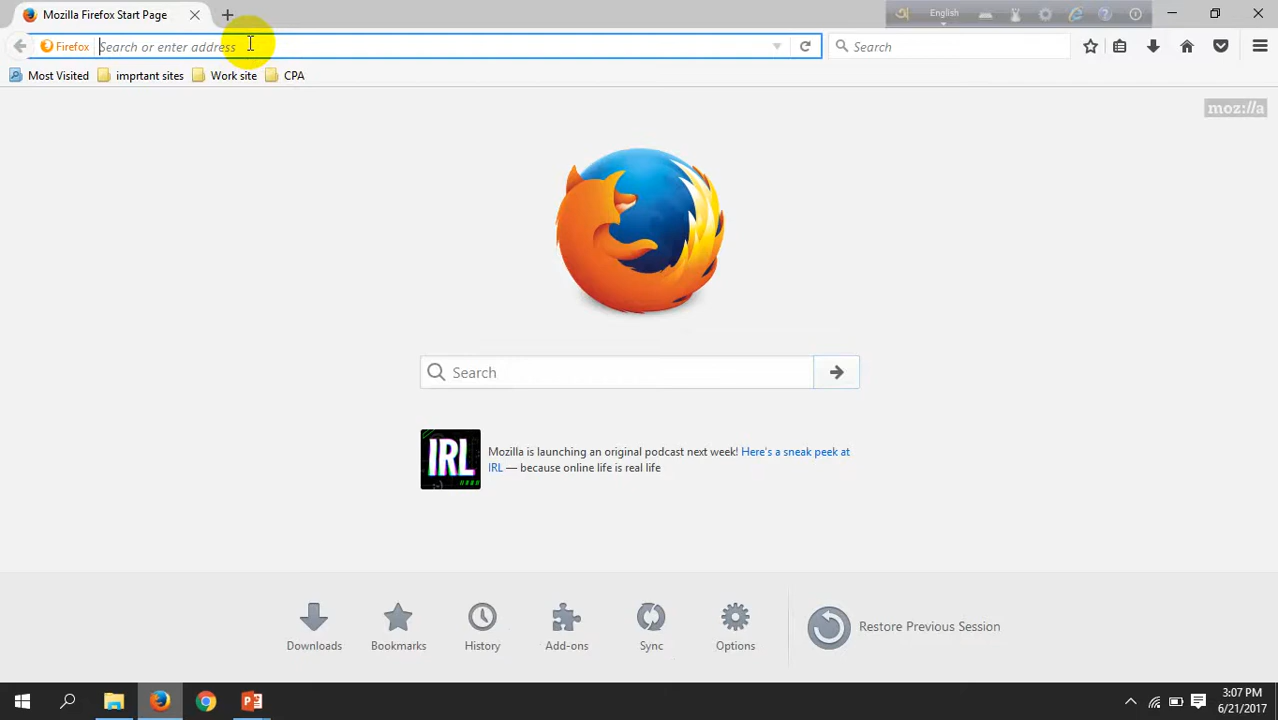 Mozilla Firefox Start Page
English
Firefox
Search or enter address
Search
Most Visited
imprtant sites
Work site
CPA
moz://a
Search
IRL
Mozilla is launching an original podcast next week! Here's a sneak peek at
IRL — because online life is real life
Downloads
Bookmarks
History
Add-ons
Sync
Options
Restore Previous Session
3:07 PM
6/21/2017